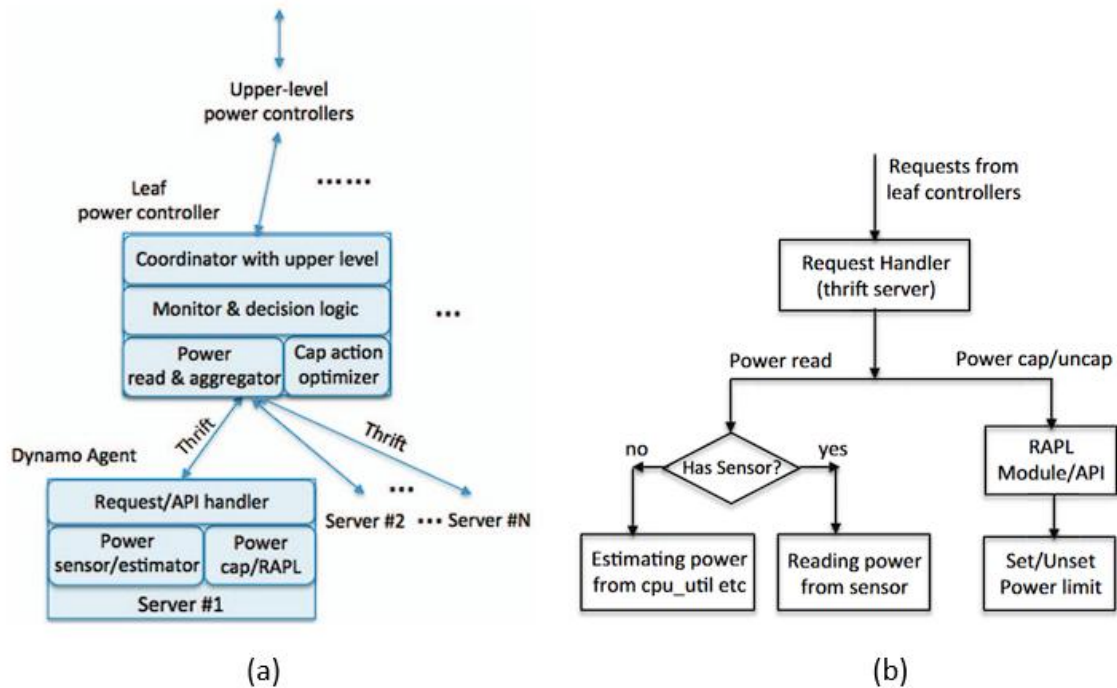 Upper-level
power controllers
......
Leaf
power controller
Coordinator with upper level
Monitor & decision logic
...
Power
read & aggregator
Cap action
optimizer
Thrift
Thrift
Dynamo Agent
Request/API handler
...
Server #2 ... Server #N
Power
sensor/estimator
Power
cap/RAPL
Server #1
(a)
Requests from
leaf controllers
Request Handler
(thrift server)
Power read
Power cap/uncap
no
Has Sensor?
yes
RAPL
Module/API
Estimating power
from cpu_util etc
Reading power
from sensor
Set/Unset
Power limit
(b)